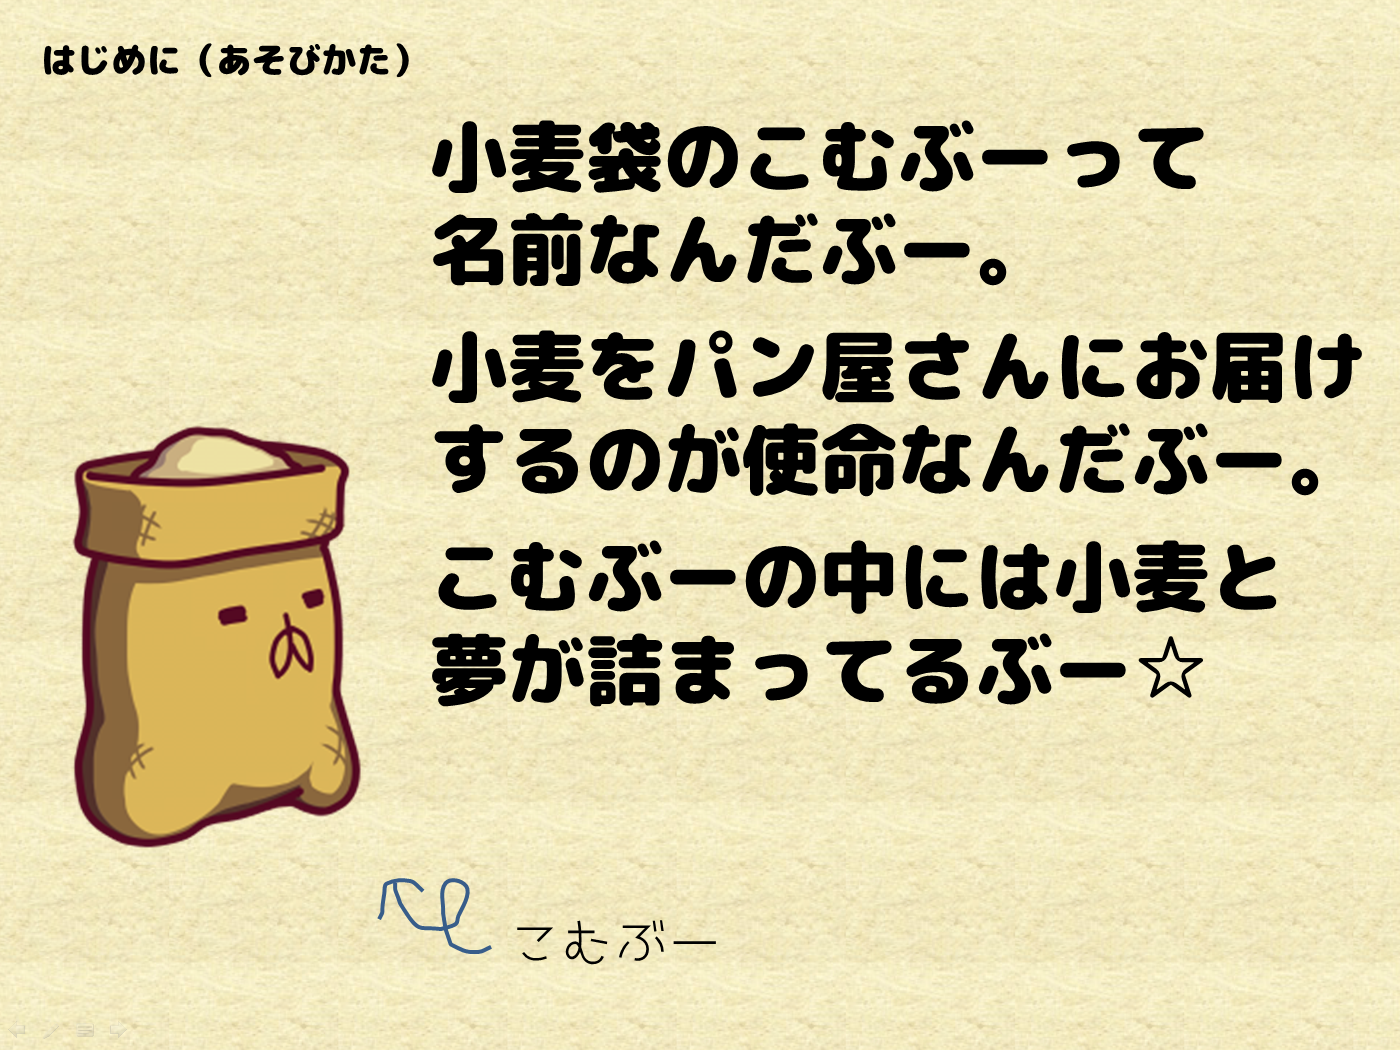 はじめに（あそびかた）
小麦袋のこむぶーって
名前なんだぶー。
小麦をパン屋さんにお届け
するのが使命なんだぶー。
こむぶーの中には小麦と
夢が詰まってるぶー☆
こむぶー